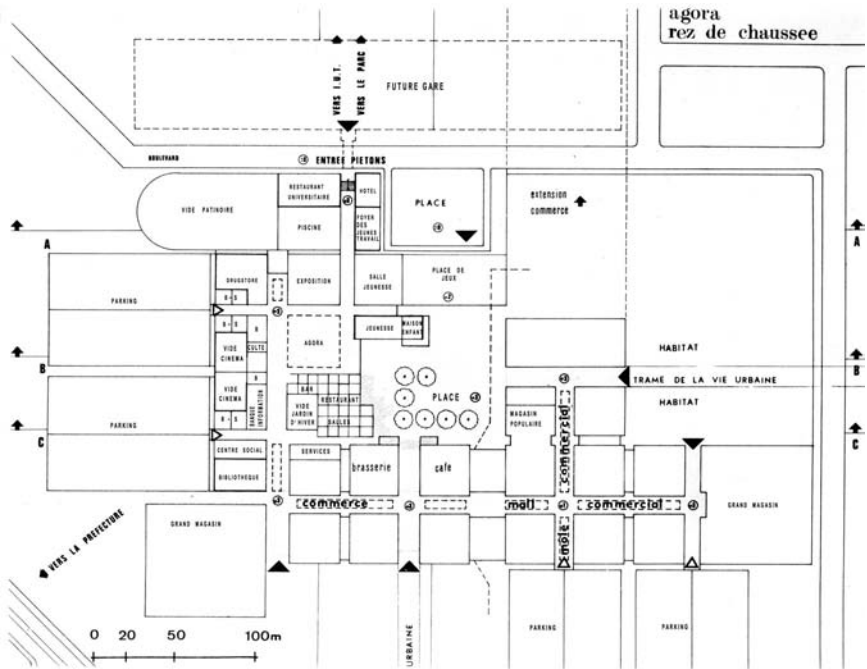 agora
rez de chaussee
VERS I.U.T.
VERS LE PARC
FUTURE GARE
BOULEVARD
ENTREE PIETONS
VIDE PATINOIRE
RESTAURANT
UNIVERSITAIRE
HOTEL
PISCINE
FOYER
DES
JEUNES
TRAVAIL
PLACE
extension
commerce
A
A
PARKING
DRUGSTORE
B-S
EXPOSITION
SALLE
JEUNESSE
PLACE DE
JEUX
B-S
B
VIDE
CINEMA
CULTE
AGORA
JEUNESSE
MAISON
ENFANT
HABITAT
B
B
TRAME DE LA VIE URBAINE
HABITAT
VIDE
CINEMA
B
BANQUE
INFORMATION
B-S
BAR
RESTAURANT
VIDE
JARDIN
D'HIVER
SALLES
PLACE
MAGASIN
POPULAIRE
commercial
PARKING
C
C
CENTRE SOCIAL
BIBLIOTHEQUE
SERVICES
brasserie
cafe
commerce
mall
commercial
GRAND MAGASIN
GRAND MAGASIN
VERS LA PREFECTURE
PARKING
PARKING
0 20 50 100m
URBAINE